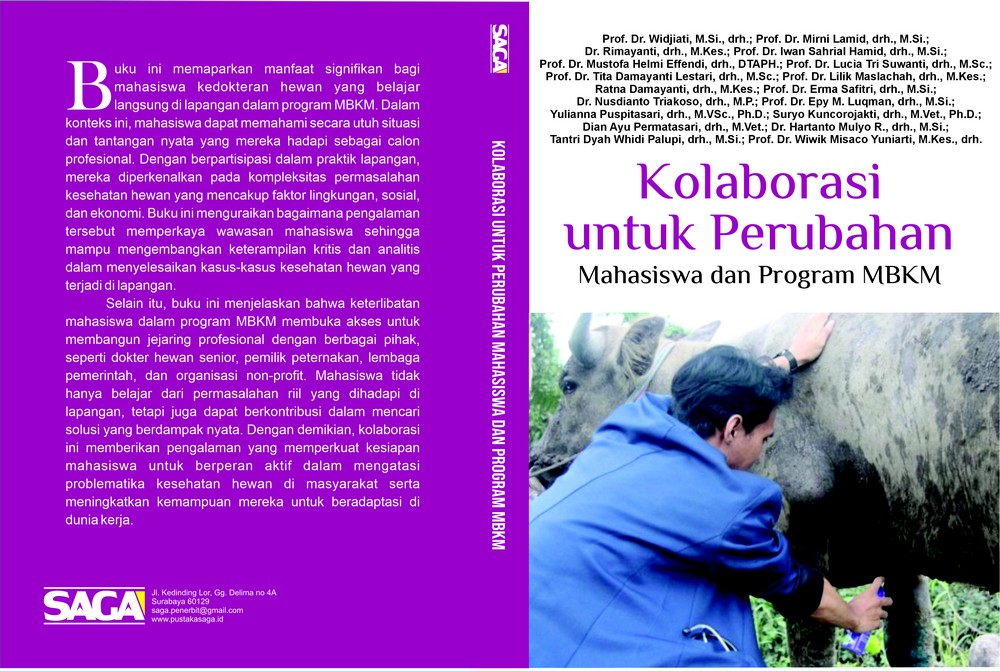 Buku ini memaparkan manfaat signifikan bagi
mahasiswa kedokteran hewan yang belajar
langsung di lapangan dalam program MBKM. Dalam
konteks ini, mahasiswa dapat memahami secara utuh situasi
dan tantangan nyata yang mereka hadapi sebagai calon
profesional. Dengan berpartisipasi dalam praktik lapangan,
mereka diperkenalkan pada kompleksitas permasalahan
kesehatan hewan yang mencakup faktor lingkungan, sosial,
dan ekonomi. Buku ini menguraikan bagaimana pengalaman
tersebut memperkaya wawasan mahasiswa sehingga
mampu mengembangkan keterampilan kritis dan analitis
dalam menyelesaikan kasus-kasus kesehatan hewan yang
terjadi di lapangan.
Selain itu, buku ini menjelaskan bahwa keterlibatan
mahasiswa dalam program MBKM membuka akses untuk
membangun jejaring profesional dengan berbagai pihak,
seperti dokter hewan senior, pemilik peternakan, lembaga
pemerintah, dan organisasi non-profit. Mahasiswa tidak
hanya belajar dari permasalahan riil yang dihadapi di
lapangan, tetapi juga dapat berkontribusi dalam mencari
solusi yang berdampak nyata. Dengan demikian, kolaborasi
ini memberikan pengalaman yang memperkuat kesiapan
mahasiswa untuk berperan aktif dalam mengatasi
problematika kesehatan hewan di masyarakat serta
meningkatkan kemampuan mereka untuk beradaptasi di
dunia kerja.
SAGA
Jl. Kedinding Lor, Gg. Delima no 4A
Surabaya 60129
saga.penerbit@gmail.com
www.pustakasaga.id
SAGA
KOLABORASI UNTUK PERUBAHAN MAHASISWA DAN PROGRAM MBKM
Prof. Dr. Widjiati, M.Si., drh.; Prof. Dr. Mirni Lamid, drh., M.Si.;
Dr. Rimayanti, drh., M.Kes.; Prof. Dr. Iwan Sahrial Hamid, drh., M.Si.;
Prof. Dr. Mustofa Helmi Effendi, drh., DTAPH.; Prof. Dr. Lucia Tri Suwanti, drh., M.Sc.;
Prof. Dr. Tita Damayanti Lestari, drh., M.Sc.; Prof. Dr. Lilik Maslachah, drh., M.Kes.;
Ratna Damayanti, drh., M.Kes.; Prof. Dr. Erma Safitri, drh., M.Si.;
Dr. Nusdianto Triakoso, drh., M.P.; Prof. Dr. Epy M. Luqman, drh., M.Si.;
Yulianna Puspitasari, drh., M.VSc., Ph.D.; Suryo Kuncorojakti, drh., M.Vet., Ph.D.;
Dian Ayu Permatasari, drh., M.Vet.; Dr. Hartanto Mulyo R., drh., M.Si.;
Tantri Dyah Whidi Palupi, drh., M.Si.; Prof. Dr. Wiwik Misaco Yuniarti, M.Kes., drh.
Kolaborasi
untuk Perubahan
Mahasiswa dan Program MBKM